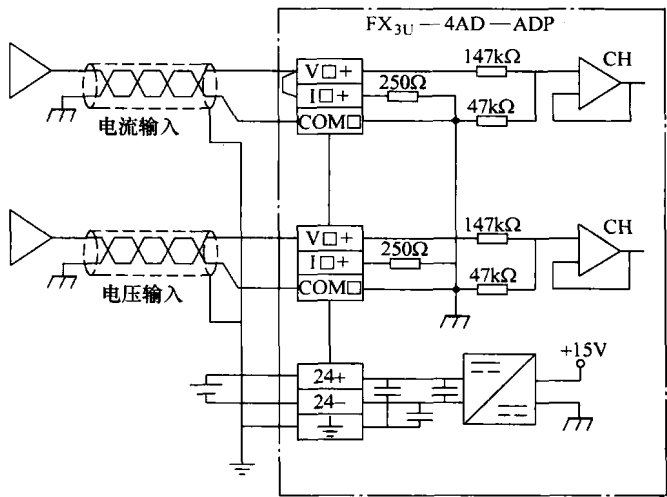 FX3U—4AD—ADP
147kΩ
CH
V□+
I□+
250Ω
COM□
47kΩ
电流输入
147kΩ
CH
V□+
I□+
250Ω
COM□
47kΩ
电压输入
+15V
24+
24−